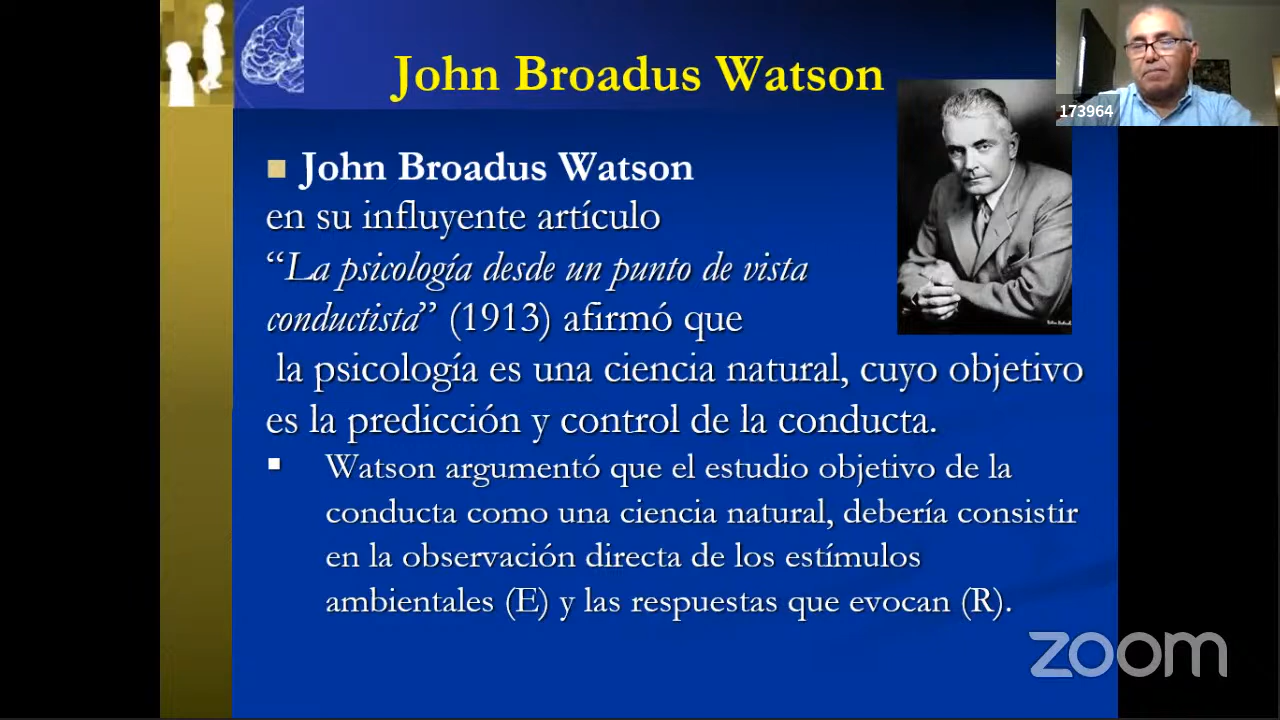 John Broadus Watson
173964
John Broadus Watson
en su influyente artículo
“La psicología desde un punto de vista
conductista” (1913) afirmó que
la psicología es una ciencia natural, cuyo objetivo
es la predicción y control de la conducta.
Watson argumentó que el estudio objetivo de la
conducta como una ciencia natural, debería consistir
en la observación directa de los estímulos
ambientales (E) y las respuestas que evocan (R).
zoom